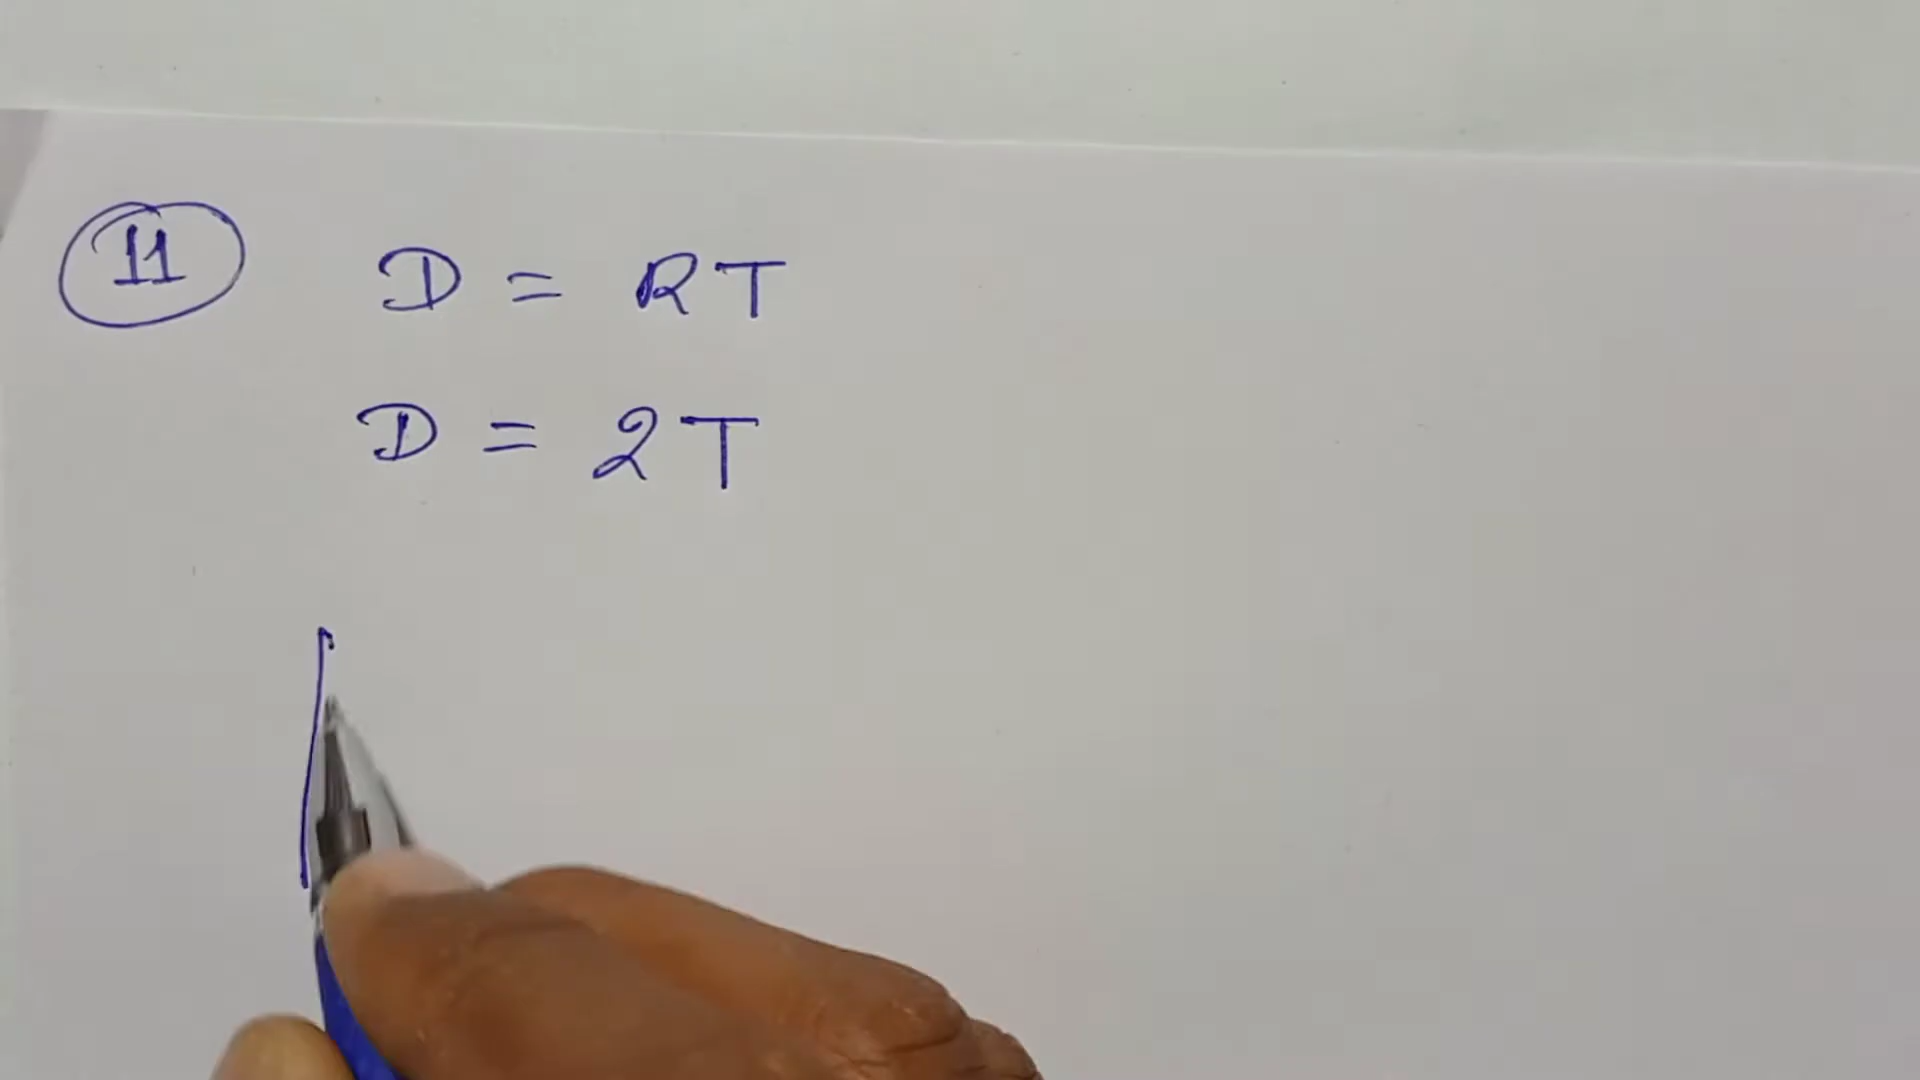 11 D = RT
D = 2T